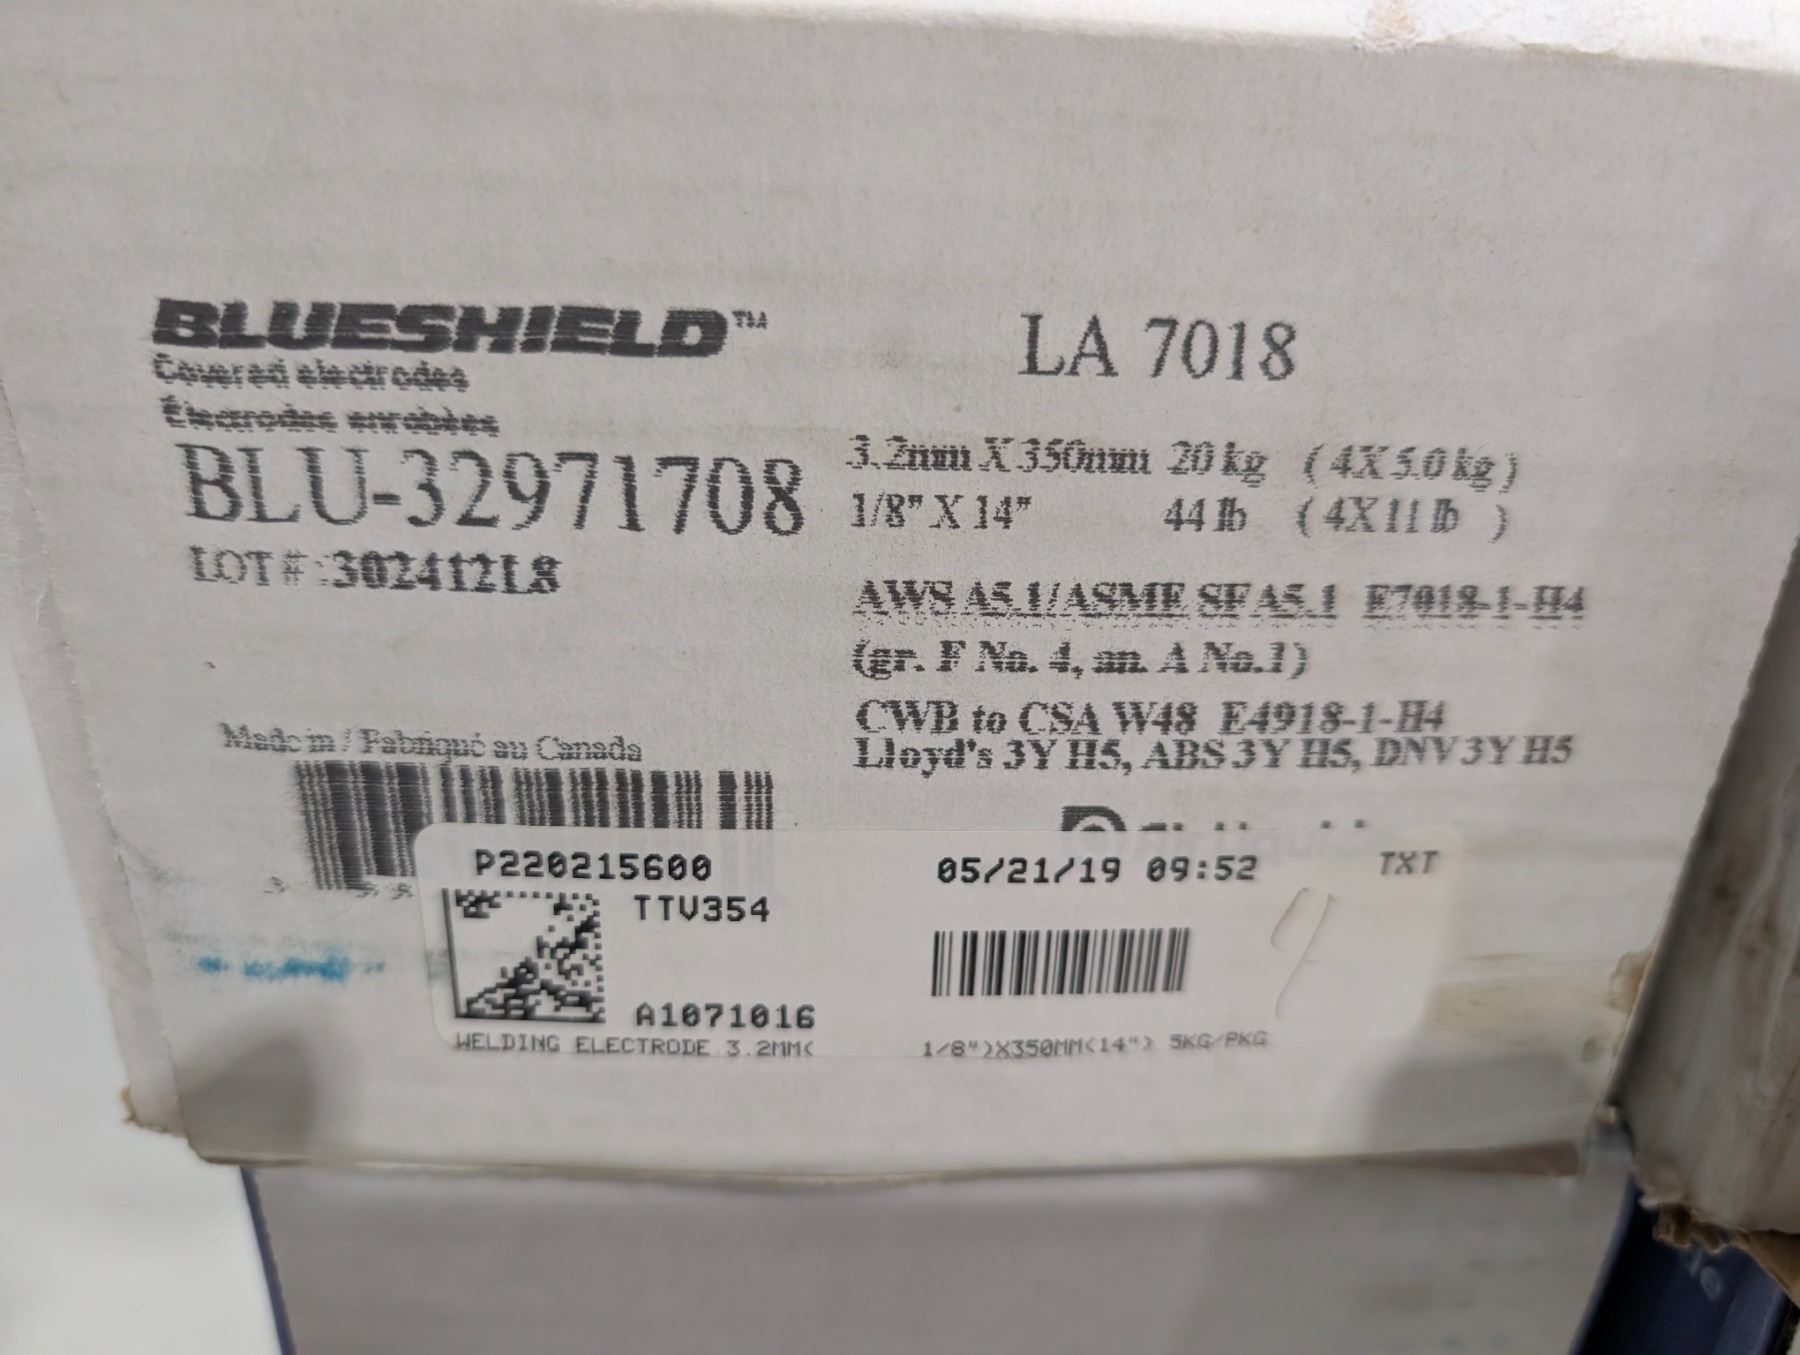 BLUESHIELD™
Covered electrodes
Électrodes enrobées
BLU-32971708
LOT# :302412L8
LA 7018
3.2mm X 350mm 20 kg ( 4X 5.0 kg )
1/8" X 14" 44 lb ( 4X 11 lb )
AWS A5.1/ASME SFA5.1 E7018-1-H4
(gr. F No. 4, an. A No.1)
CWB to CSA W48 E4918-1-H4
Lloyd's 3Y H5, ABS 3Y H5, DNV 3Y H5
Made in / Fabriqué au Canada
P220215600 05/21/19 09:52 TXT
TTV354
A1071016
WELDING ELECTRODE 3.2MM( 1/8")X350MM(14") 5KG/PKG